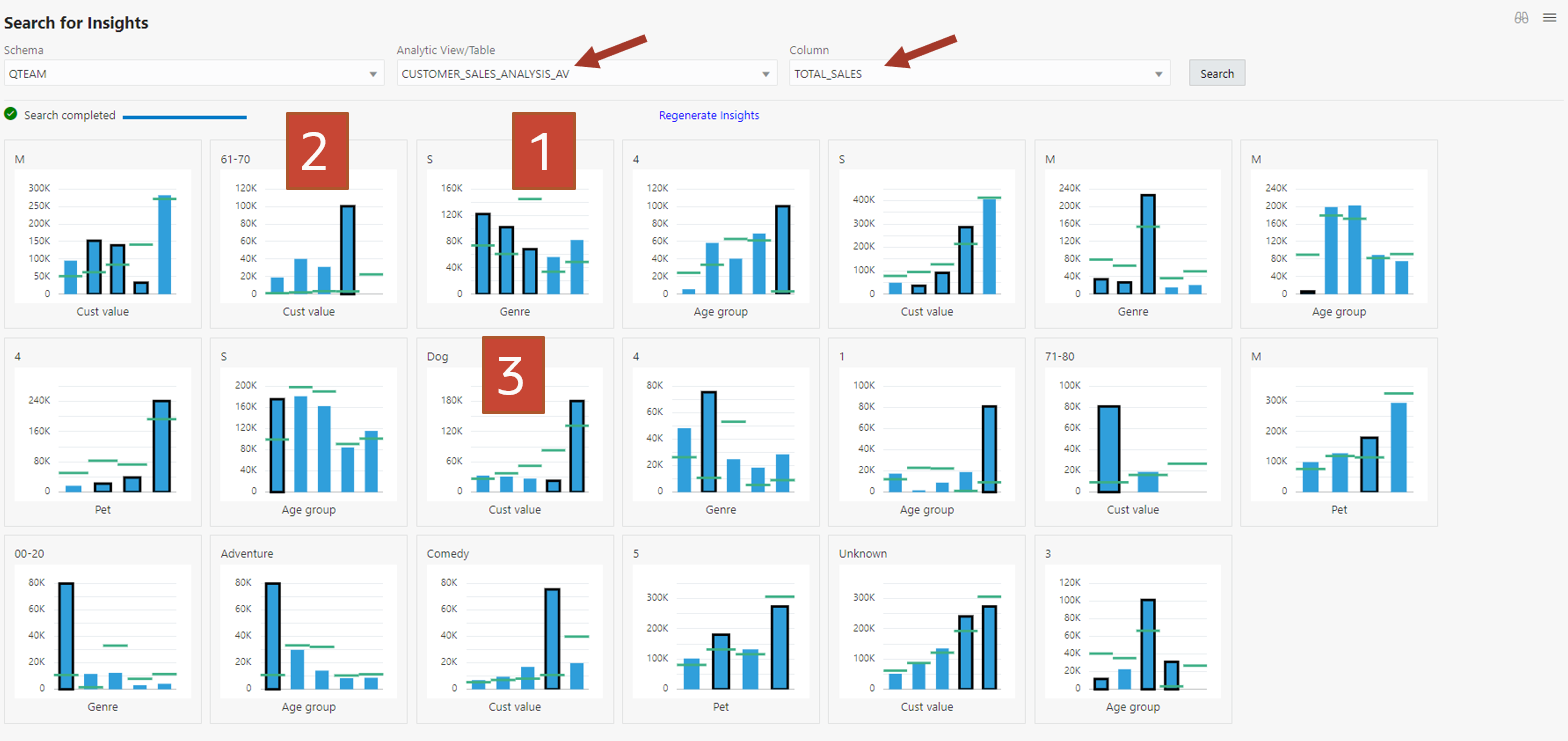 Search for Insights
Schema
Analytic View/Table
Column
QTEAM
CUSTOMER_SALES_ANALYSIS_AV
TOTAL_SALES
Search
Search completed
Regenerate Insights
2
1
M
300K
250K
200K
150K
100K
50K
0
Cust value
61-70
120K
100K
80K
60K
40K
20K
0
Cust value
S
160K
120K
80K
40K
0
Genre
4
120K
100K
80K
60K
40K
20K
0
Age group
S
400K
300K
200K
100K
0
Cust value
M
240K
200K
160K
120K
80K
40K
0
Genre
M
240K
200K
160K
120K
80K
40K
0
Age group
4
240K
160K
80K
0
Pet
S
200K
160K
120K
80K
40K
0
Age group
Dog
3
180K
120K
60K
0
Cust value
4
80K
60K
40K
20K
0
Genre
1
100K
80K
60K
40K
20K
0
Age group
71-80
100K
80K
60K
40K
20K
0
Cust value
M
300K
200K
100K
0
Pet
00-20
80K
60K
40K
20K
0
Genre
Adventure
80K
60K
40K
20K
0
Age group
Comedy
80K
60K
40K
20K
0
Cust value
5
300K
200K
100K
0
Pet
Unknown
300K
200K
100K
0
Cust value
3
120K
100K
80K
60K
40K
20K
0
Age group